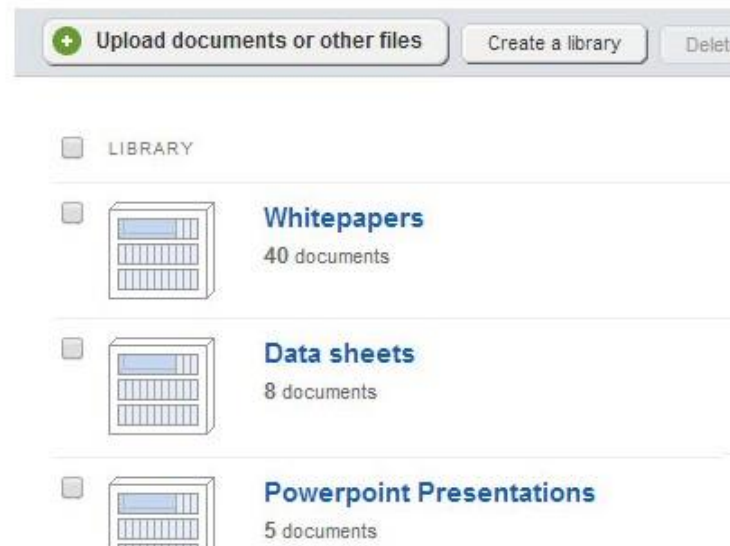 Upload documents or other files Create a library Delet
LIBRARY
Whitepapers
40 documents
Data sheets
8 documents
Powerpoint Presentations
5 documents